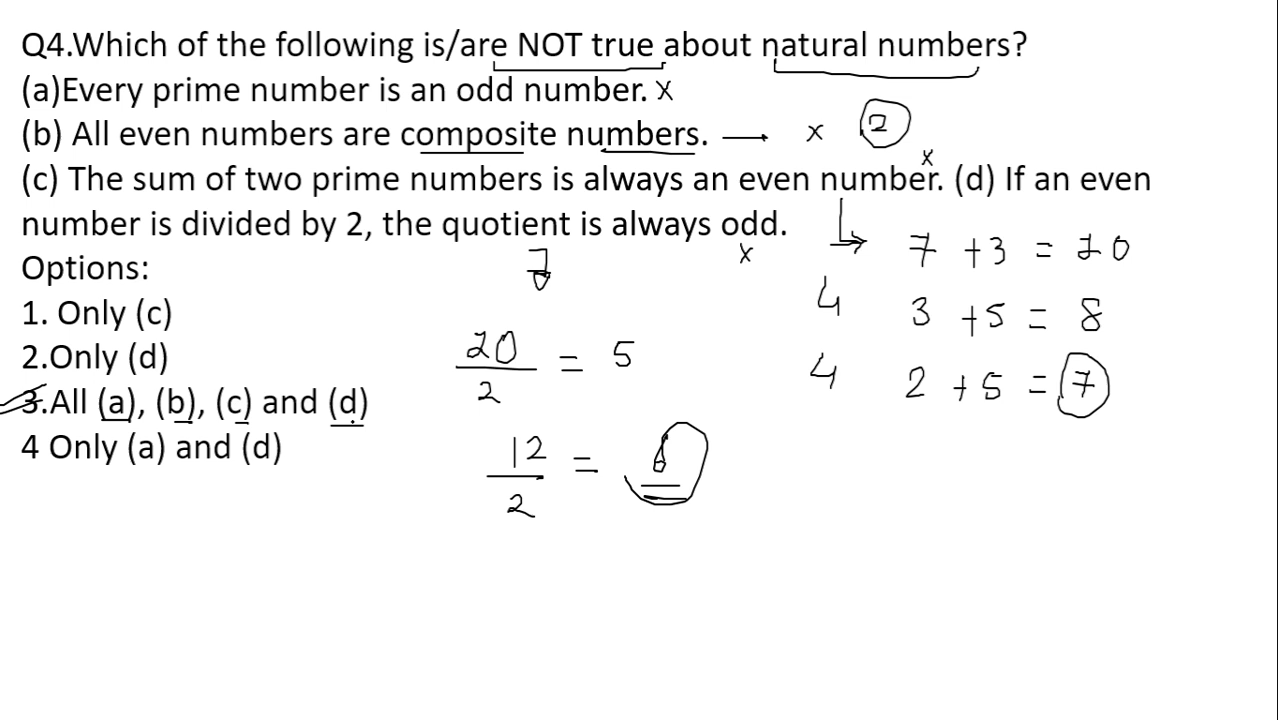 Q4.Which of the following is/are NOT true about natural numbers?
(a)Every prime number is an odd number. x
(b) All even numbers are composite numbers. → x 2
x
(c) The sum of two prime numbers is always an even number. (d) If an even
number is divided by 2, the quotient is always odd.
x
7 + 3 = 10
Options:
1. Only (c)
3 + 5 = 8
2.Only (d)
20/2 = 5
2 + 5 = 7
3.All (a), (b), (c) and (d)
4 Only (a) and (d)
12/2 = 6